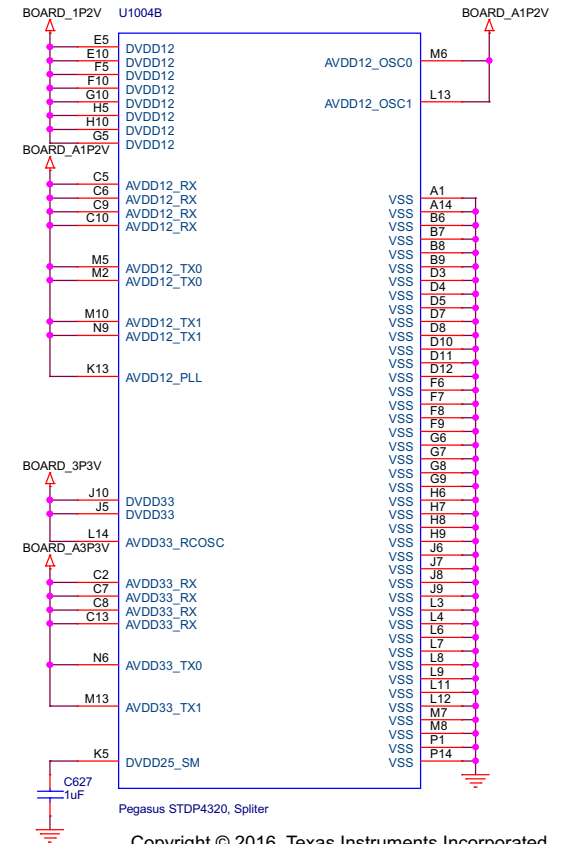 BOARD_1P2V U1004B BOARD_A1P2V
E5 DVDD12
E10 DVDD12
F5 DVDD12
F10 DVDD12
G10 DVDD12
H5 DVDD12
H10 DVDD12
G5 DVDD12
BOARD_A1P2V
C5 AVDD12_RX
C6 AVDD12_RX
C9 AVDD12_RX
C10 AVDD12_RX
M5 AVDD12_TX0
M2 AVDD12_TX0
M10 AVDD12_TX1
N9 AVDD12_TX1
K13 AVDD12_PLL
BOARD_3P3V
J10 DVDD33
J5 DVDD33
L14 AVDD33_RCOSC
BOARD_A3P3V
C2 AVDD33_RX
C7 AVDD33_RX
C8 AVDD33_RX
C13 AVDD33_RX
N6 AVDD33_TX0
M13 AVDD33_TX1
K5 DVDD25_SM
C627
1uF
AVDD12_OSC0 M6
AVDD12_OSC1 L13
VSS A1
VSS A14
VSS B6
VSS B7
VSS B8
VSS B9
VSS D3
VSS D4
VSS D5
VSS D7
VSS D8
VSS D10
VSS D11
VSS D12
VSS F6
VSS F7
VSS F8
VSS F9
VSS G6
VSS G7
VSS G8
VSS G9
VSS H6
VSS H7
VSS H8
VSS H9
VSS J6
VSS J7
VSS J8
VSS J9
VSS L3
VSS L4
VSS L6
VSS L7
VSS L8
VSS L9
VSS L11
VSS L12
VSS M7
VSS M8
VSS P1
VSS P14
Pegasus STDP4320, Spliter
Copyright © 2016, Texas Instruments Incorporated